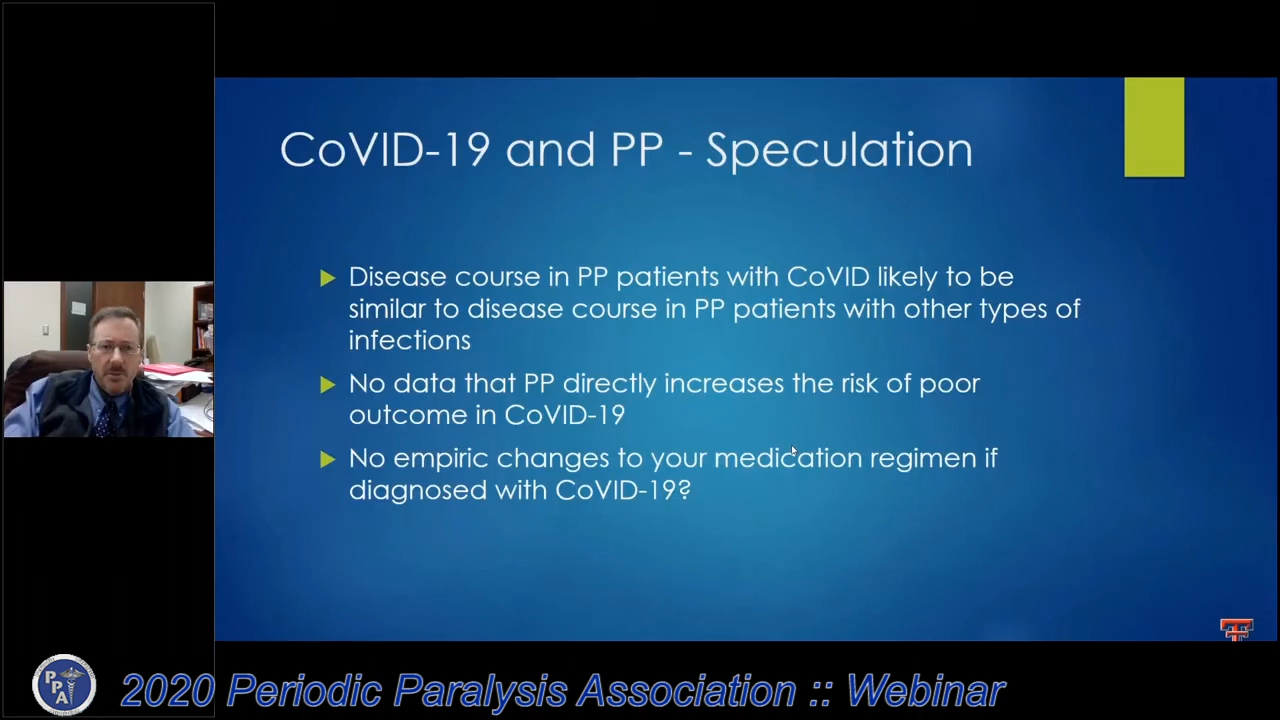 CoVID-19 and PP - Speculation
Disease course in PP patients with CoVID likely to be
similar to disease course in PP patients with other types of
infections
No data that PP directly increases the risk of poor
outcome in CoVID-19
No empiric changes to your medication regimen if
diagnosed with CoVID-19?
PPA
2020 Periodic Paralysis Association :: Webinar